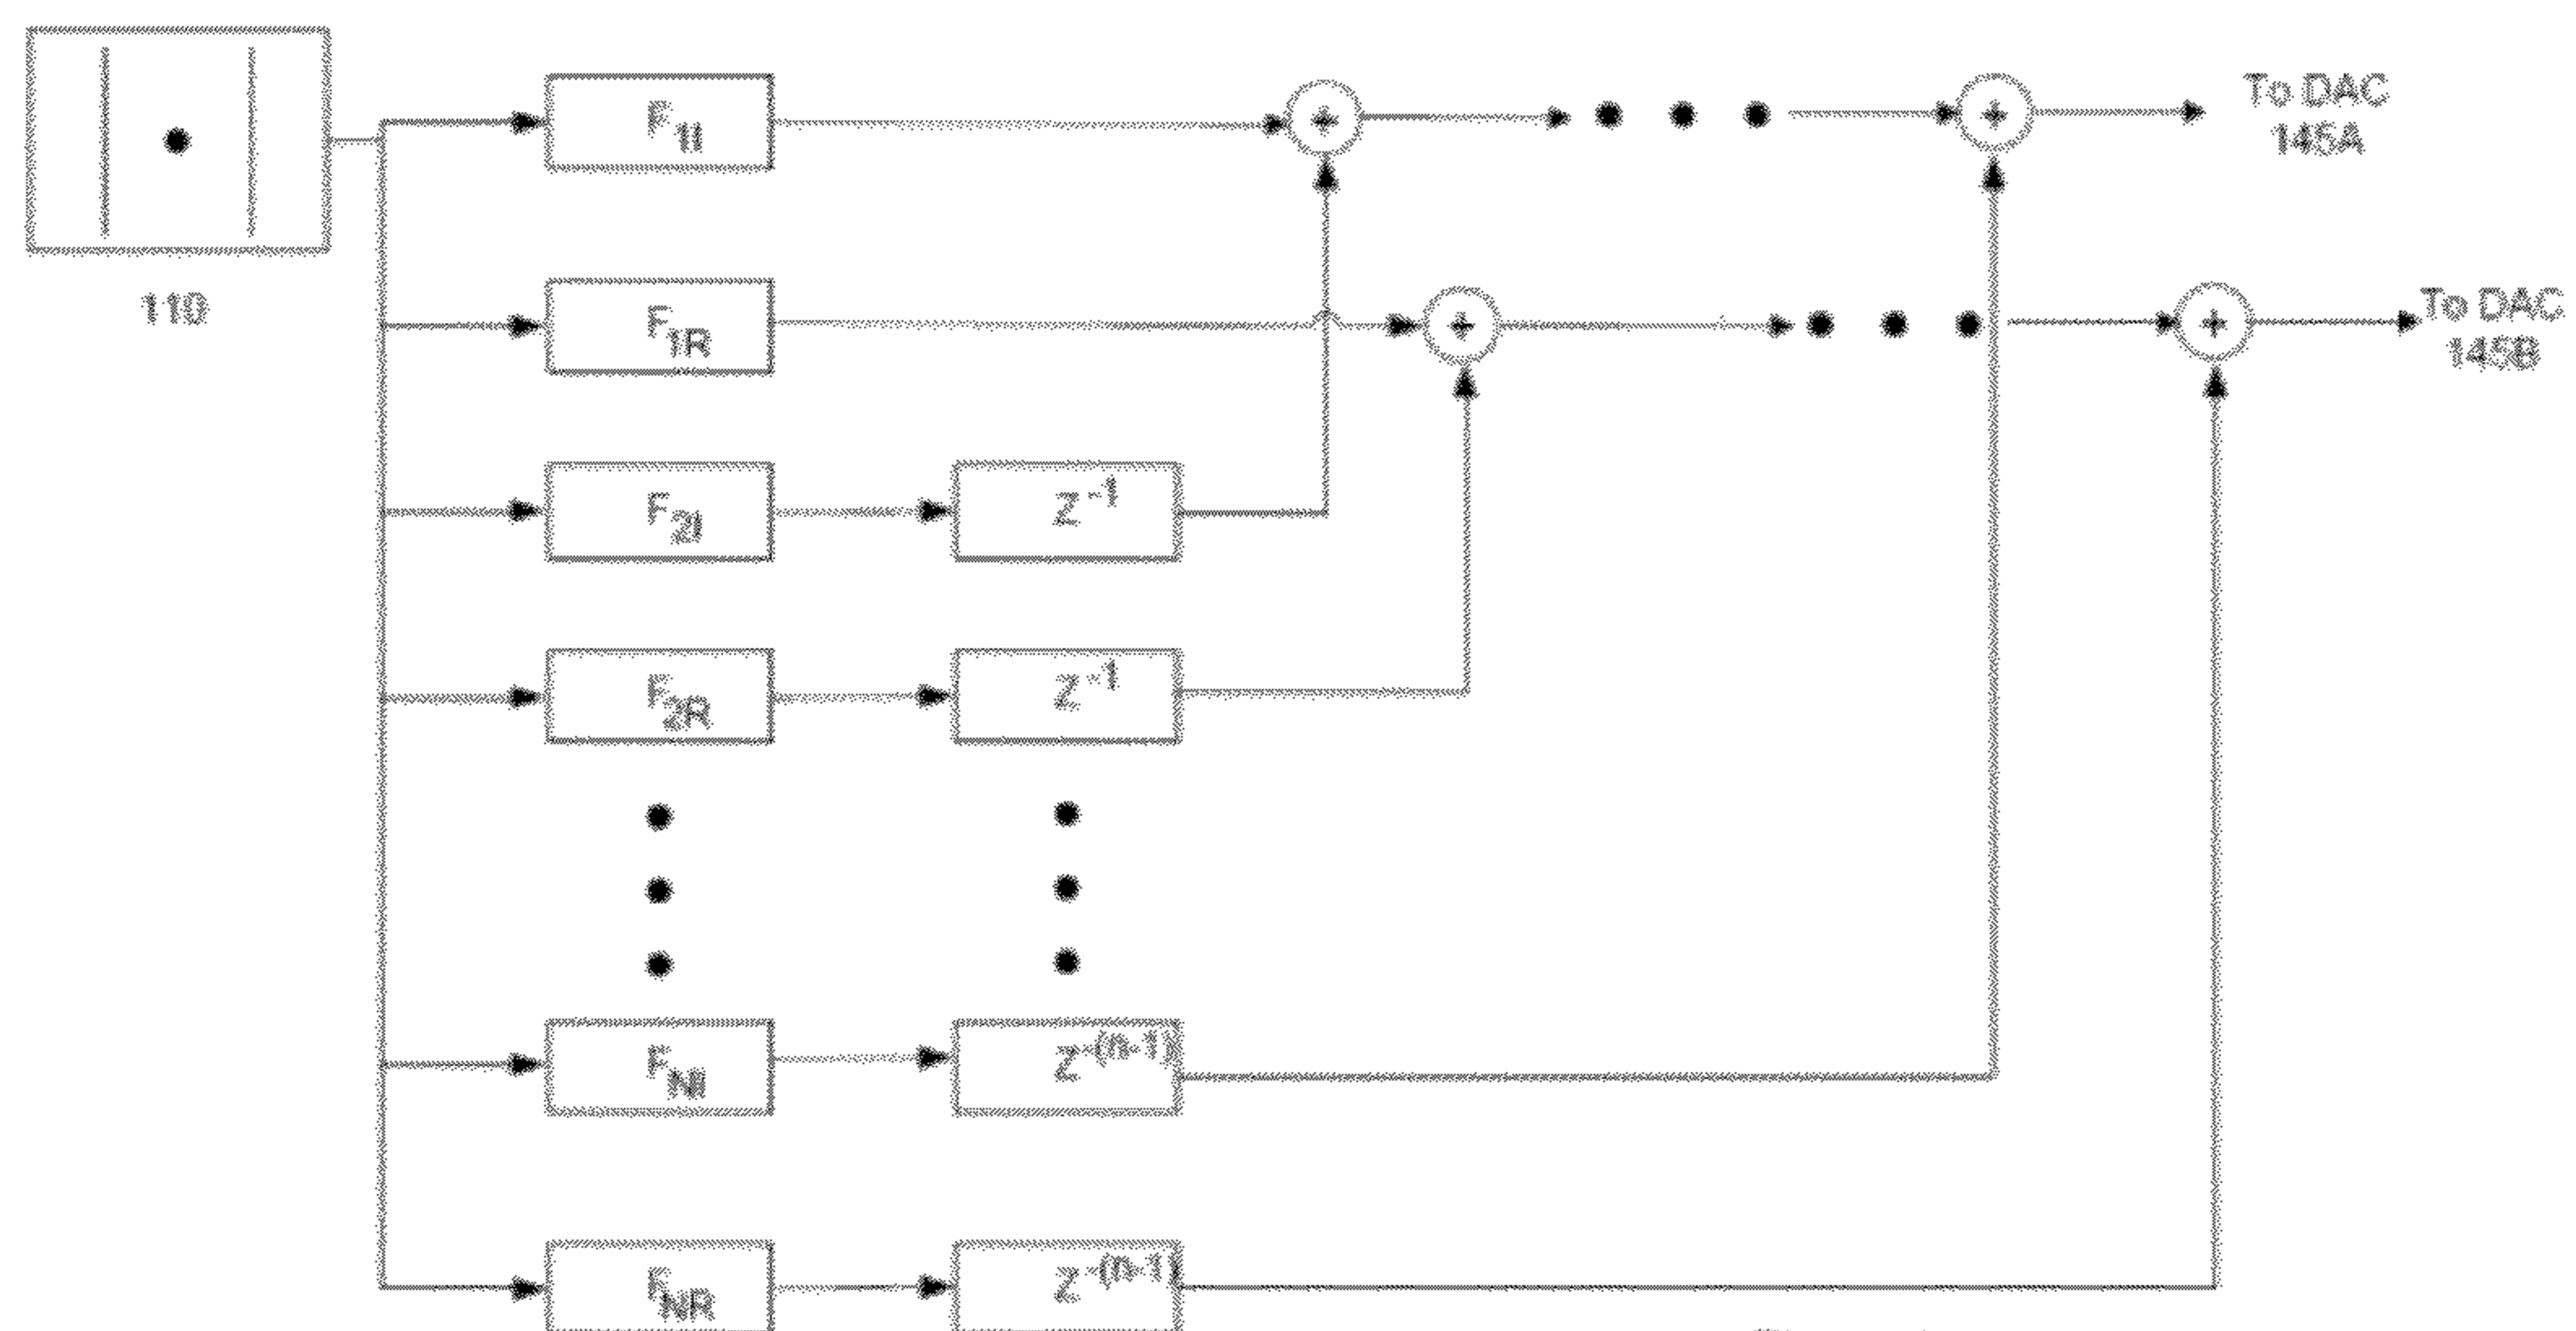 F1I
To DAC
145A
110
F1R
To DAC
145B
F2I
Z-1
F2R
Z-1
FNI
Z-(n-1)
FNR
Z-(n-1)